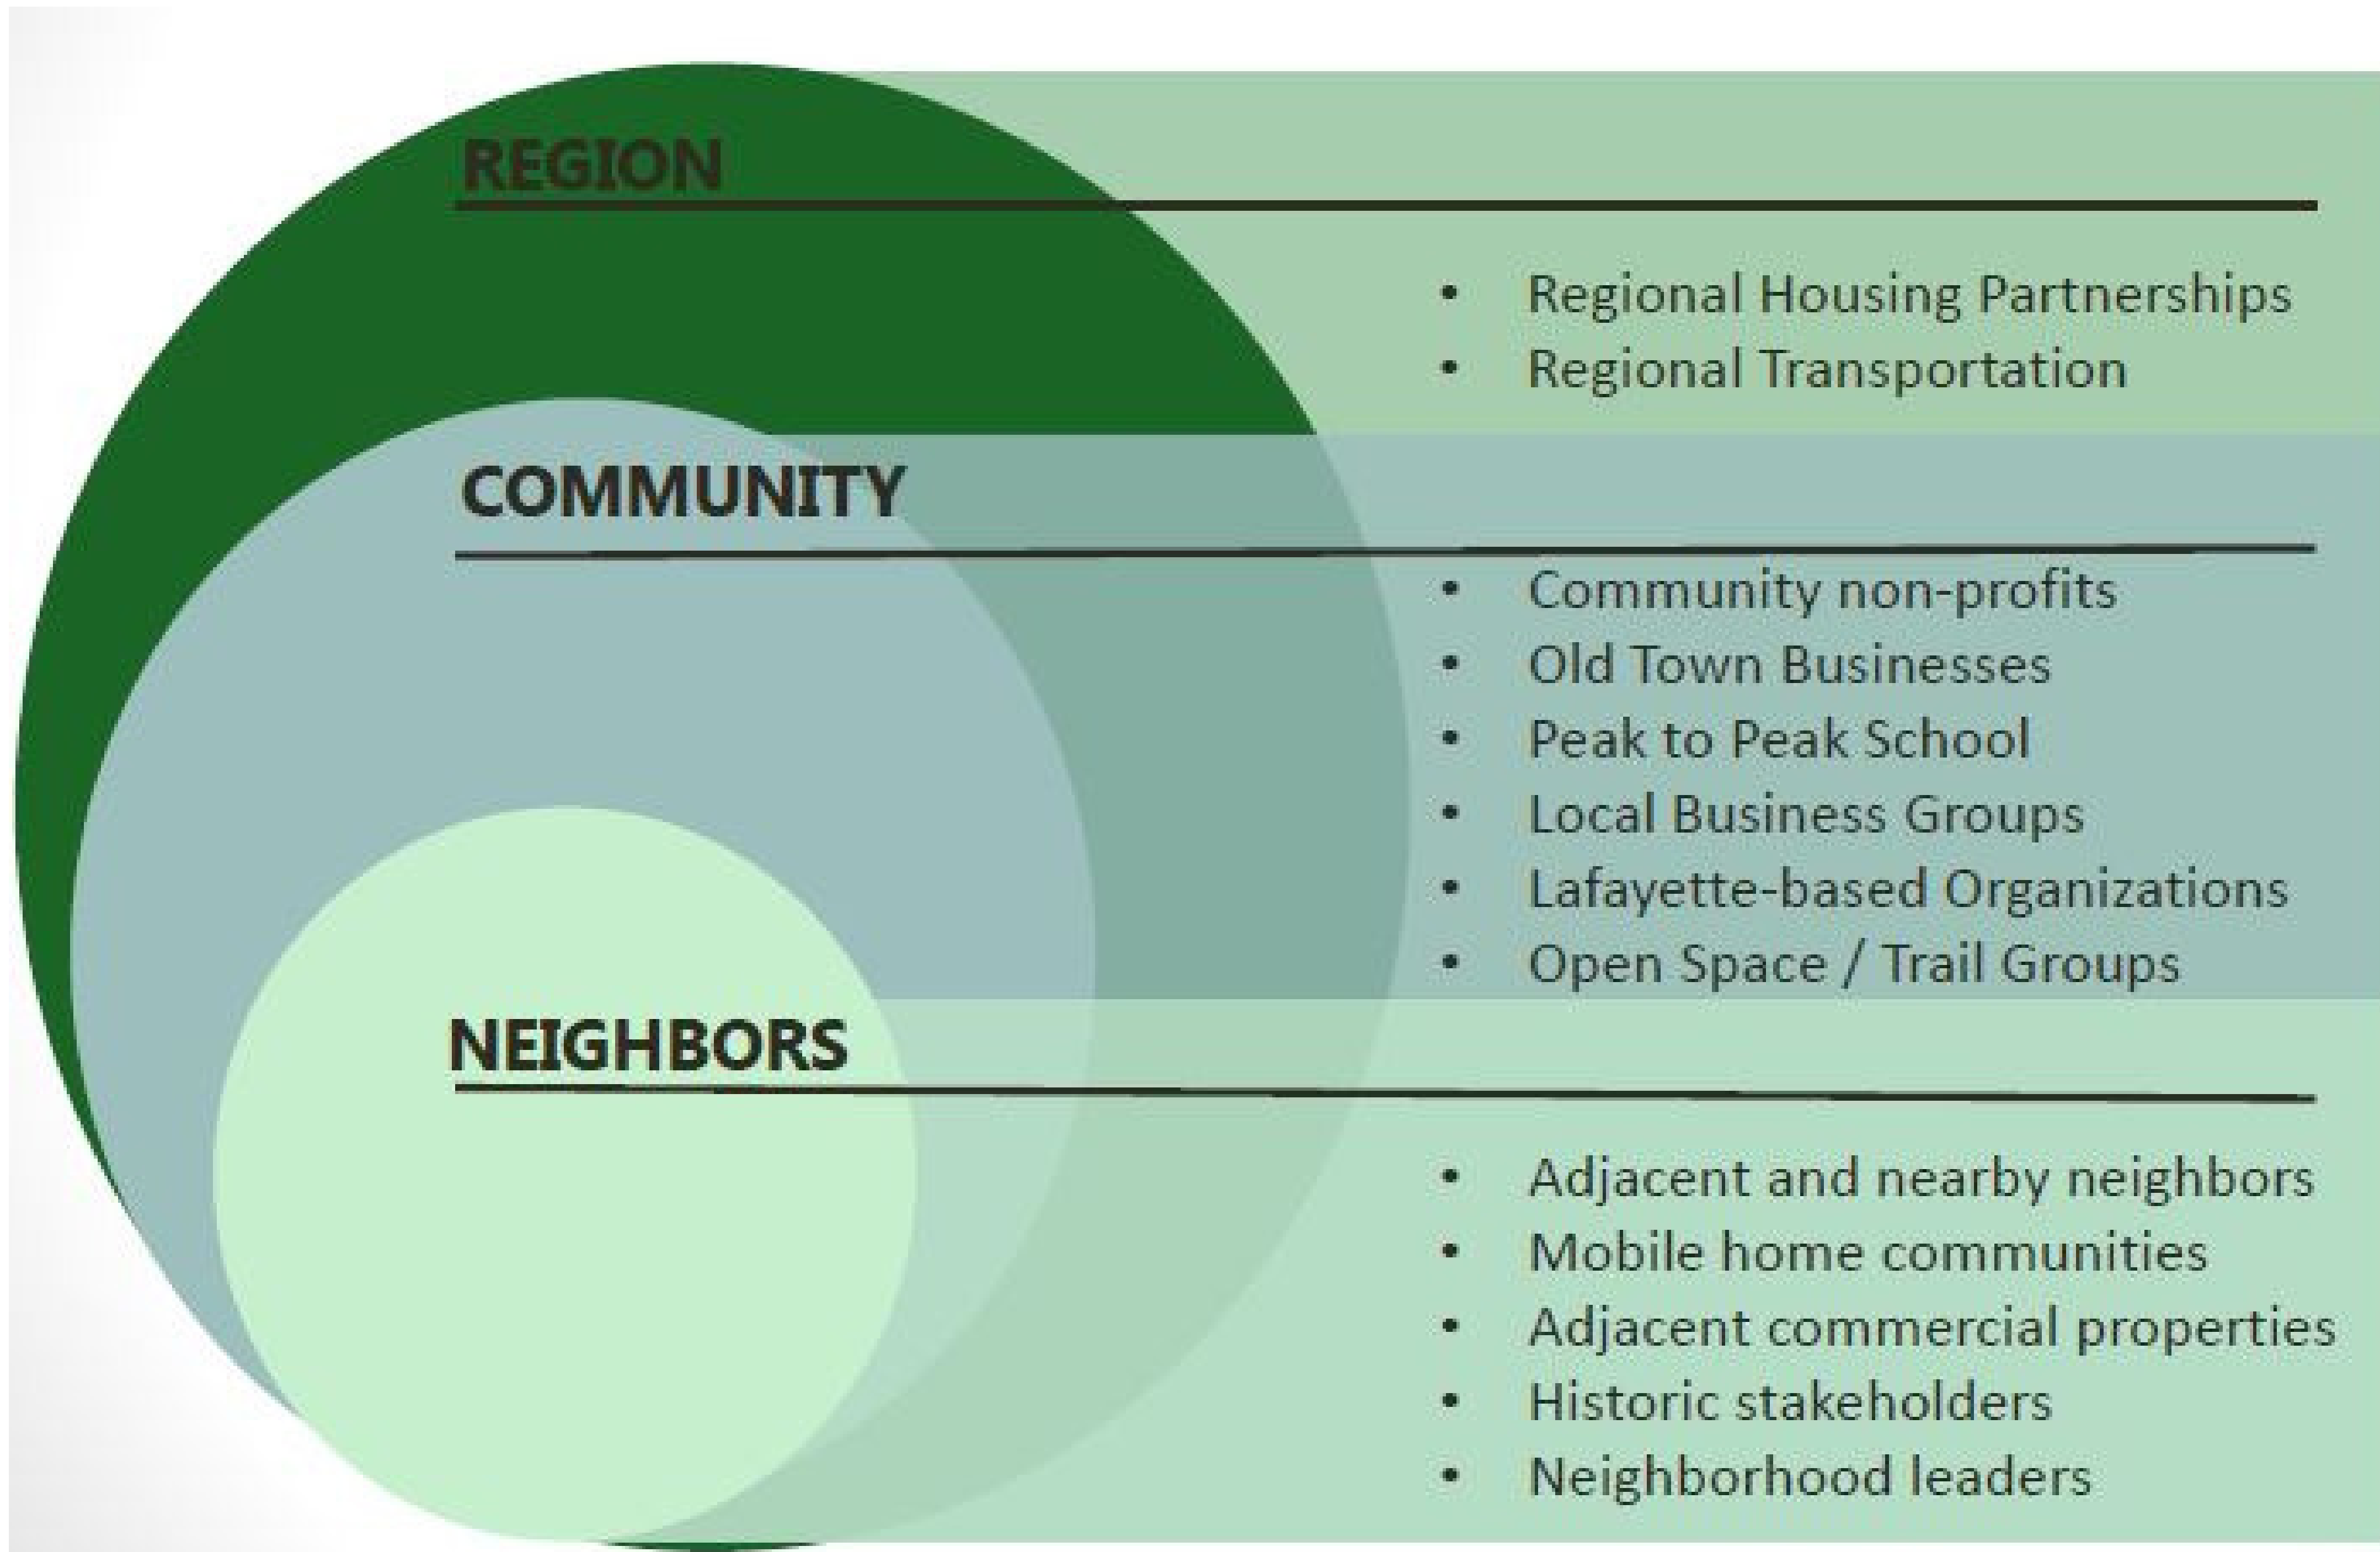 REGION
• Regional Housing Partnerships
• Regional Transportation
COMMUNITY
• Community non-profits
• Old Town Businesses
• Peak to Peak School
• Local Business Groups
• Lafayette-based Organizations
• Open Space / Trail Groups
NEIGHBORS
• Adjacent and nearby neighbors
• Mobile home communities
• Adjacent commercial properties
• Historic stakeholders
• Neighborhood leaders